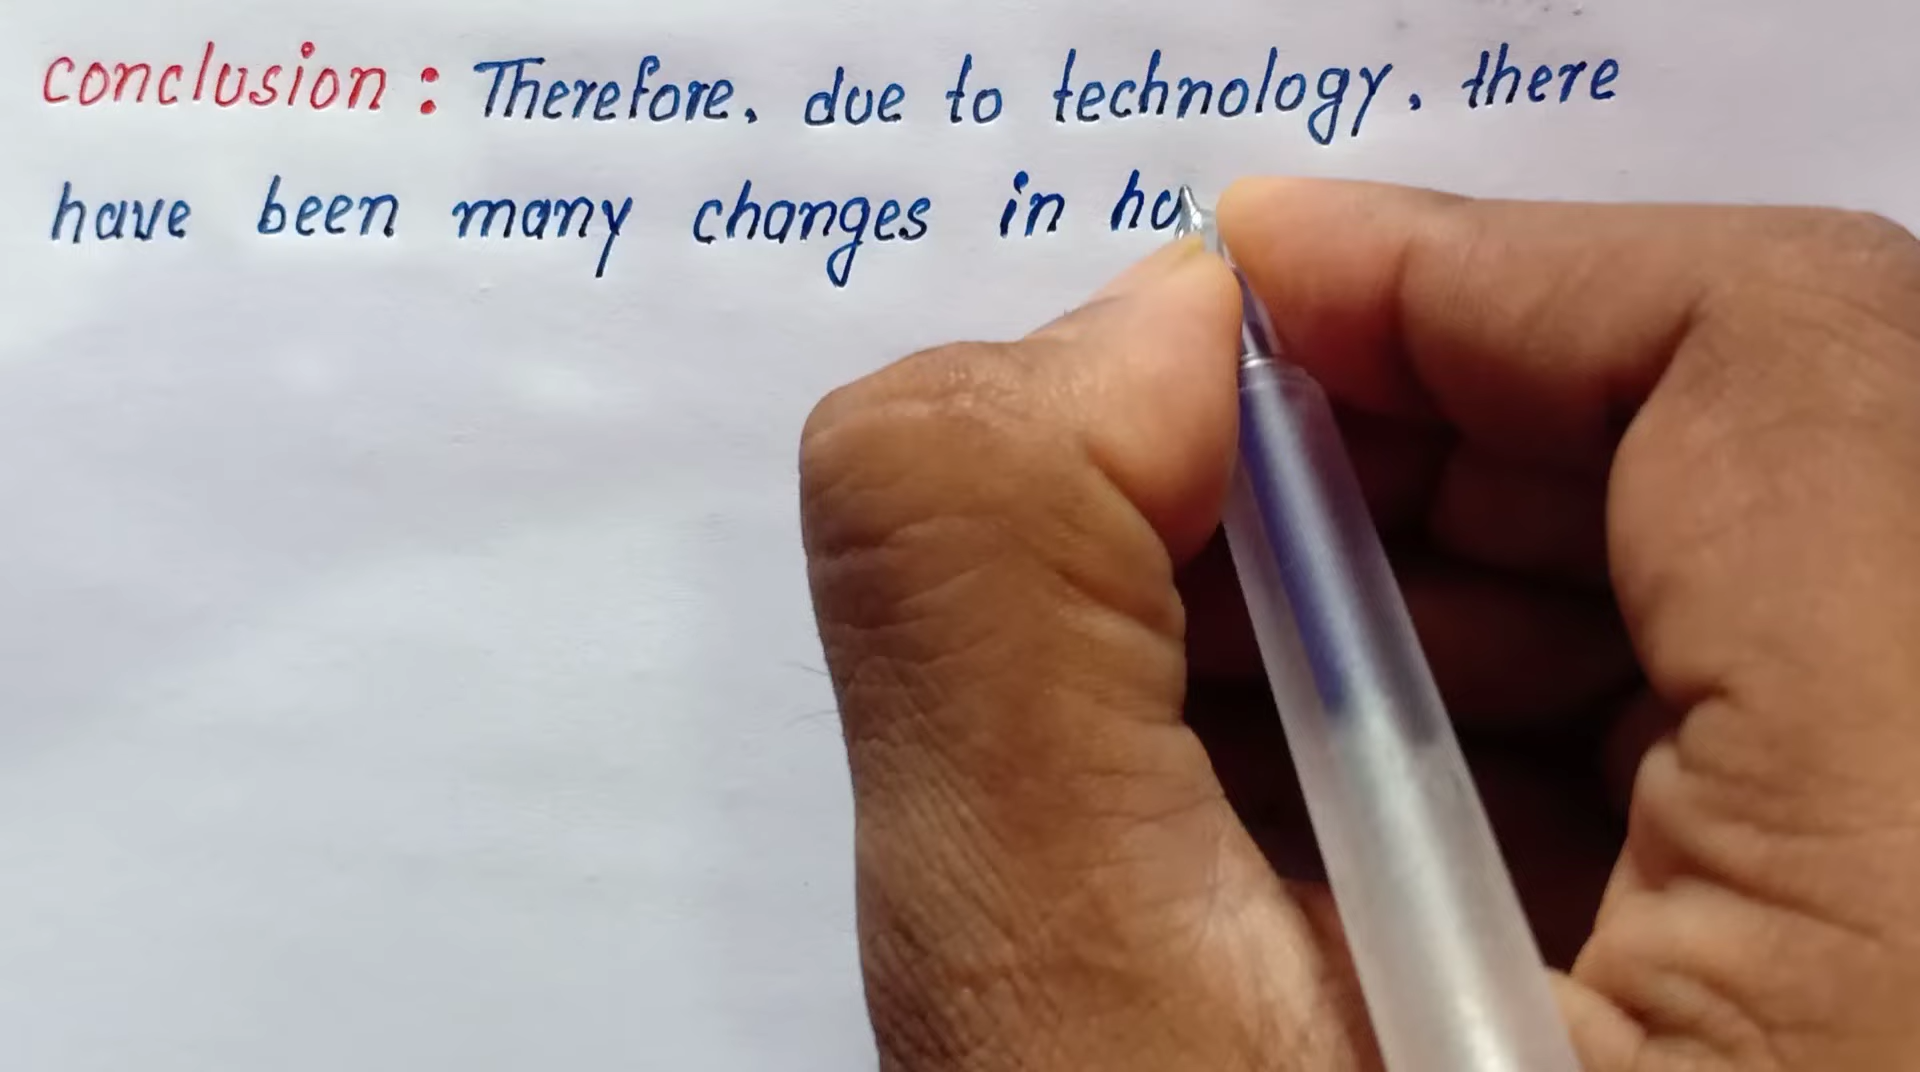 conclusion : Therefore, due to technology, there
have been many changes in